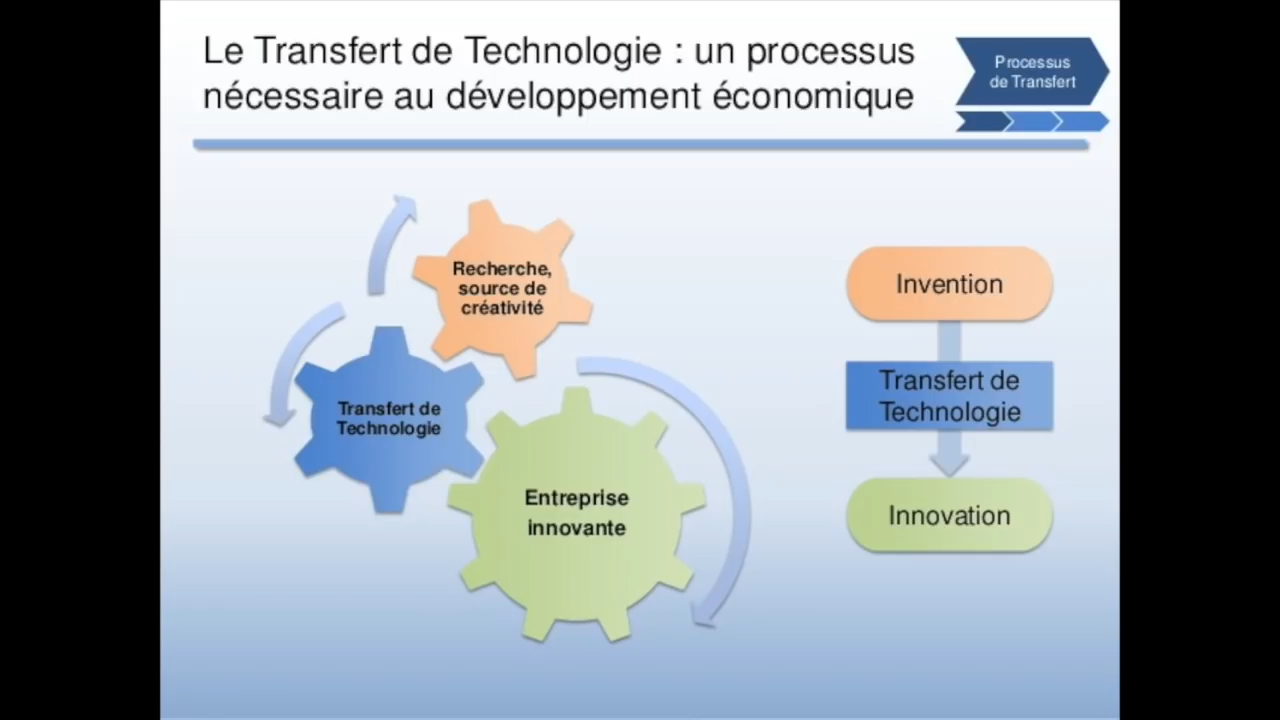 Le Transfert de Technologie : un processus
nécessaire au développement économique
Processus
de Transfert
Recherche,
source de
créativité
Transfert de
Technologie
Entreprise
innovante
Invention
Transfert de
Technologie
Innovation